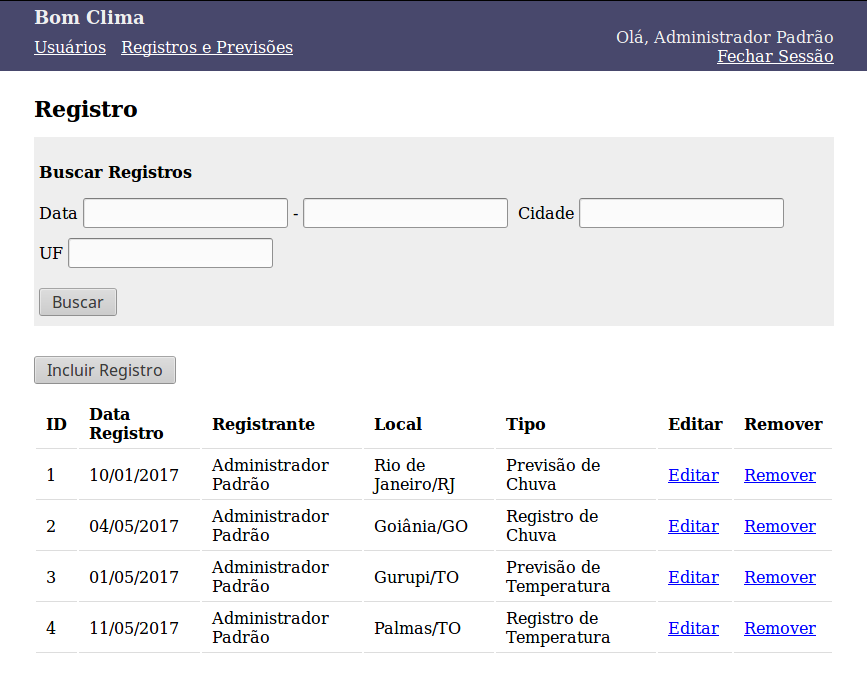 Bom Clima
Usuários Registros e Previsões
Olá, Administrador Padrão
Fechar Sessão
Registro
Buscar Registros
Data - Cidade
UF
Buscar
Incluir Registro
ID Data Registro Registrante Local Tipo Editar Remover
1 10/01/2017 Administrador Padrão Rio de Janeiro/RJ Previsão de Chuva Editar Remover
2 04/05/2017 Administrador Padrão Goiânia/GO Registro de Chuva Editar Remover
3 01/05/2017 Administrador Padrão Gurupi/TO Previsão de Temperatura Editar Remover
4 11/05/2017 Administrador Padrão Palmas/TO Registro de Temperatura Editar Remover